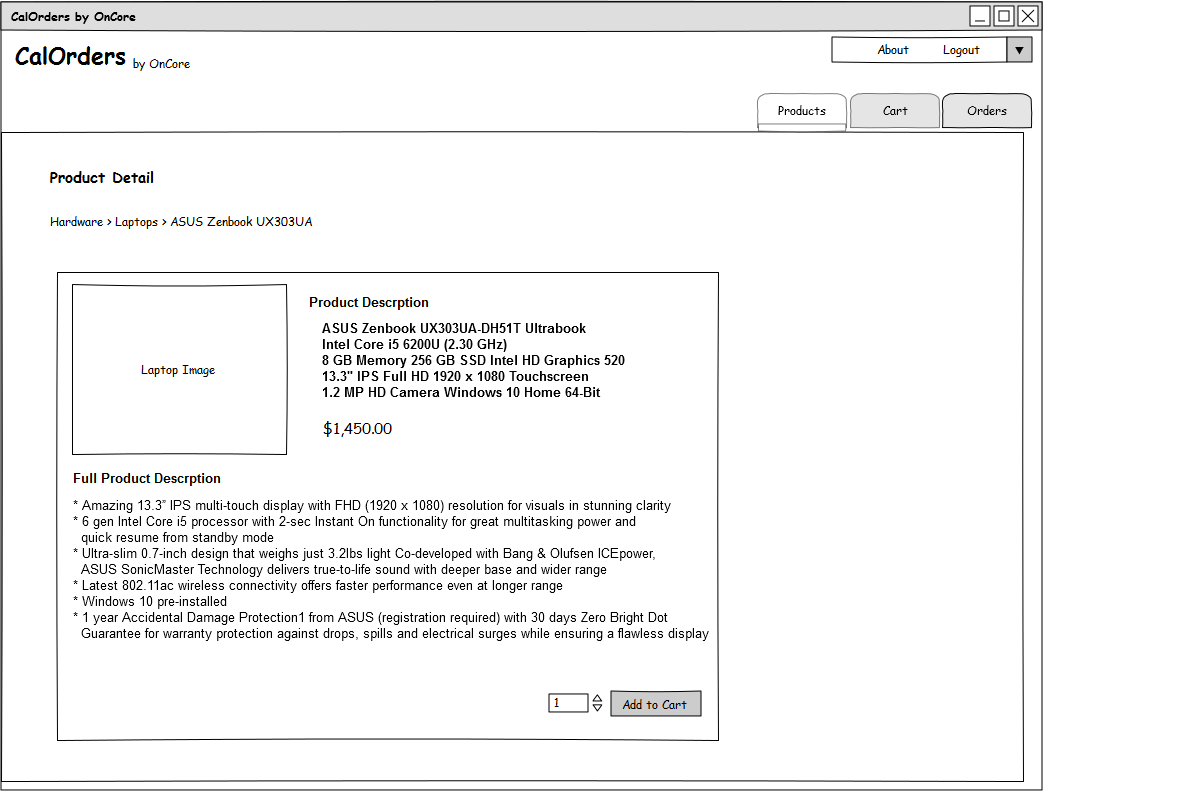 CalOrders by OnCore
CalOrders by OnCore
About Logout
Products Cart Orders
Product Detail
Hardware > Laptops > ASUS Zenbook UX303UA
Laptop Image
Product Descrption
ASUS Zenbook UX303UA-DH51T Ultrabook
Intel Core i5 6200U (2.30 GHz)
8 GB Memory 256 GB SSD Intel HD Graphics 520
13.3" IPS Full HD 1920 x 1080 Touchscreen
1.2 MP HD Camera Windows 10 Home 64-Bit
$1,450.00
Full Product Descrption
* Amazing 13.3” IPS multi-touch display with FHD (1920 x 1080) resolution for visuals in stunning clarity
* 6 gen Intel Core i5 processor with 2-sec Instant On functionality for great multitasking power and
quick resume from standby mode
* Ultra-slim 0.7-inch design that weighs just 3.2lbs light Co-developed with Bang & Olufsen ICEpower,
ASUS SonicMaster Technology delivers true-to-life sound with deeper base and wider range
* Latest 802.11ac wireless connectivity offers faster performance even at longer range
* Windows 10 pre-installed
* 1 year Accidental Damage Protection1 from ASUS (registration required) with 30 days Zero Bright Dot
Guarantee for warranty protection against drops, spills and electrical surges while ensuring a flawless display
1 Add to Cart